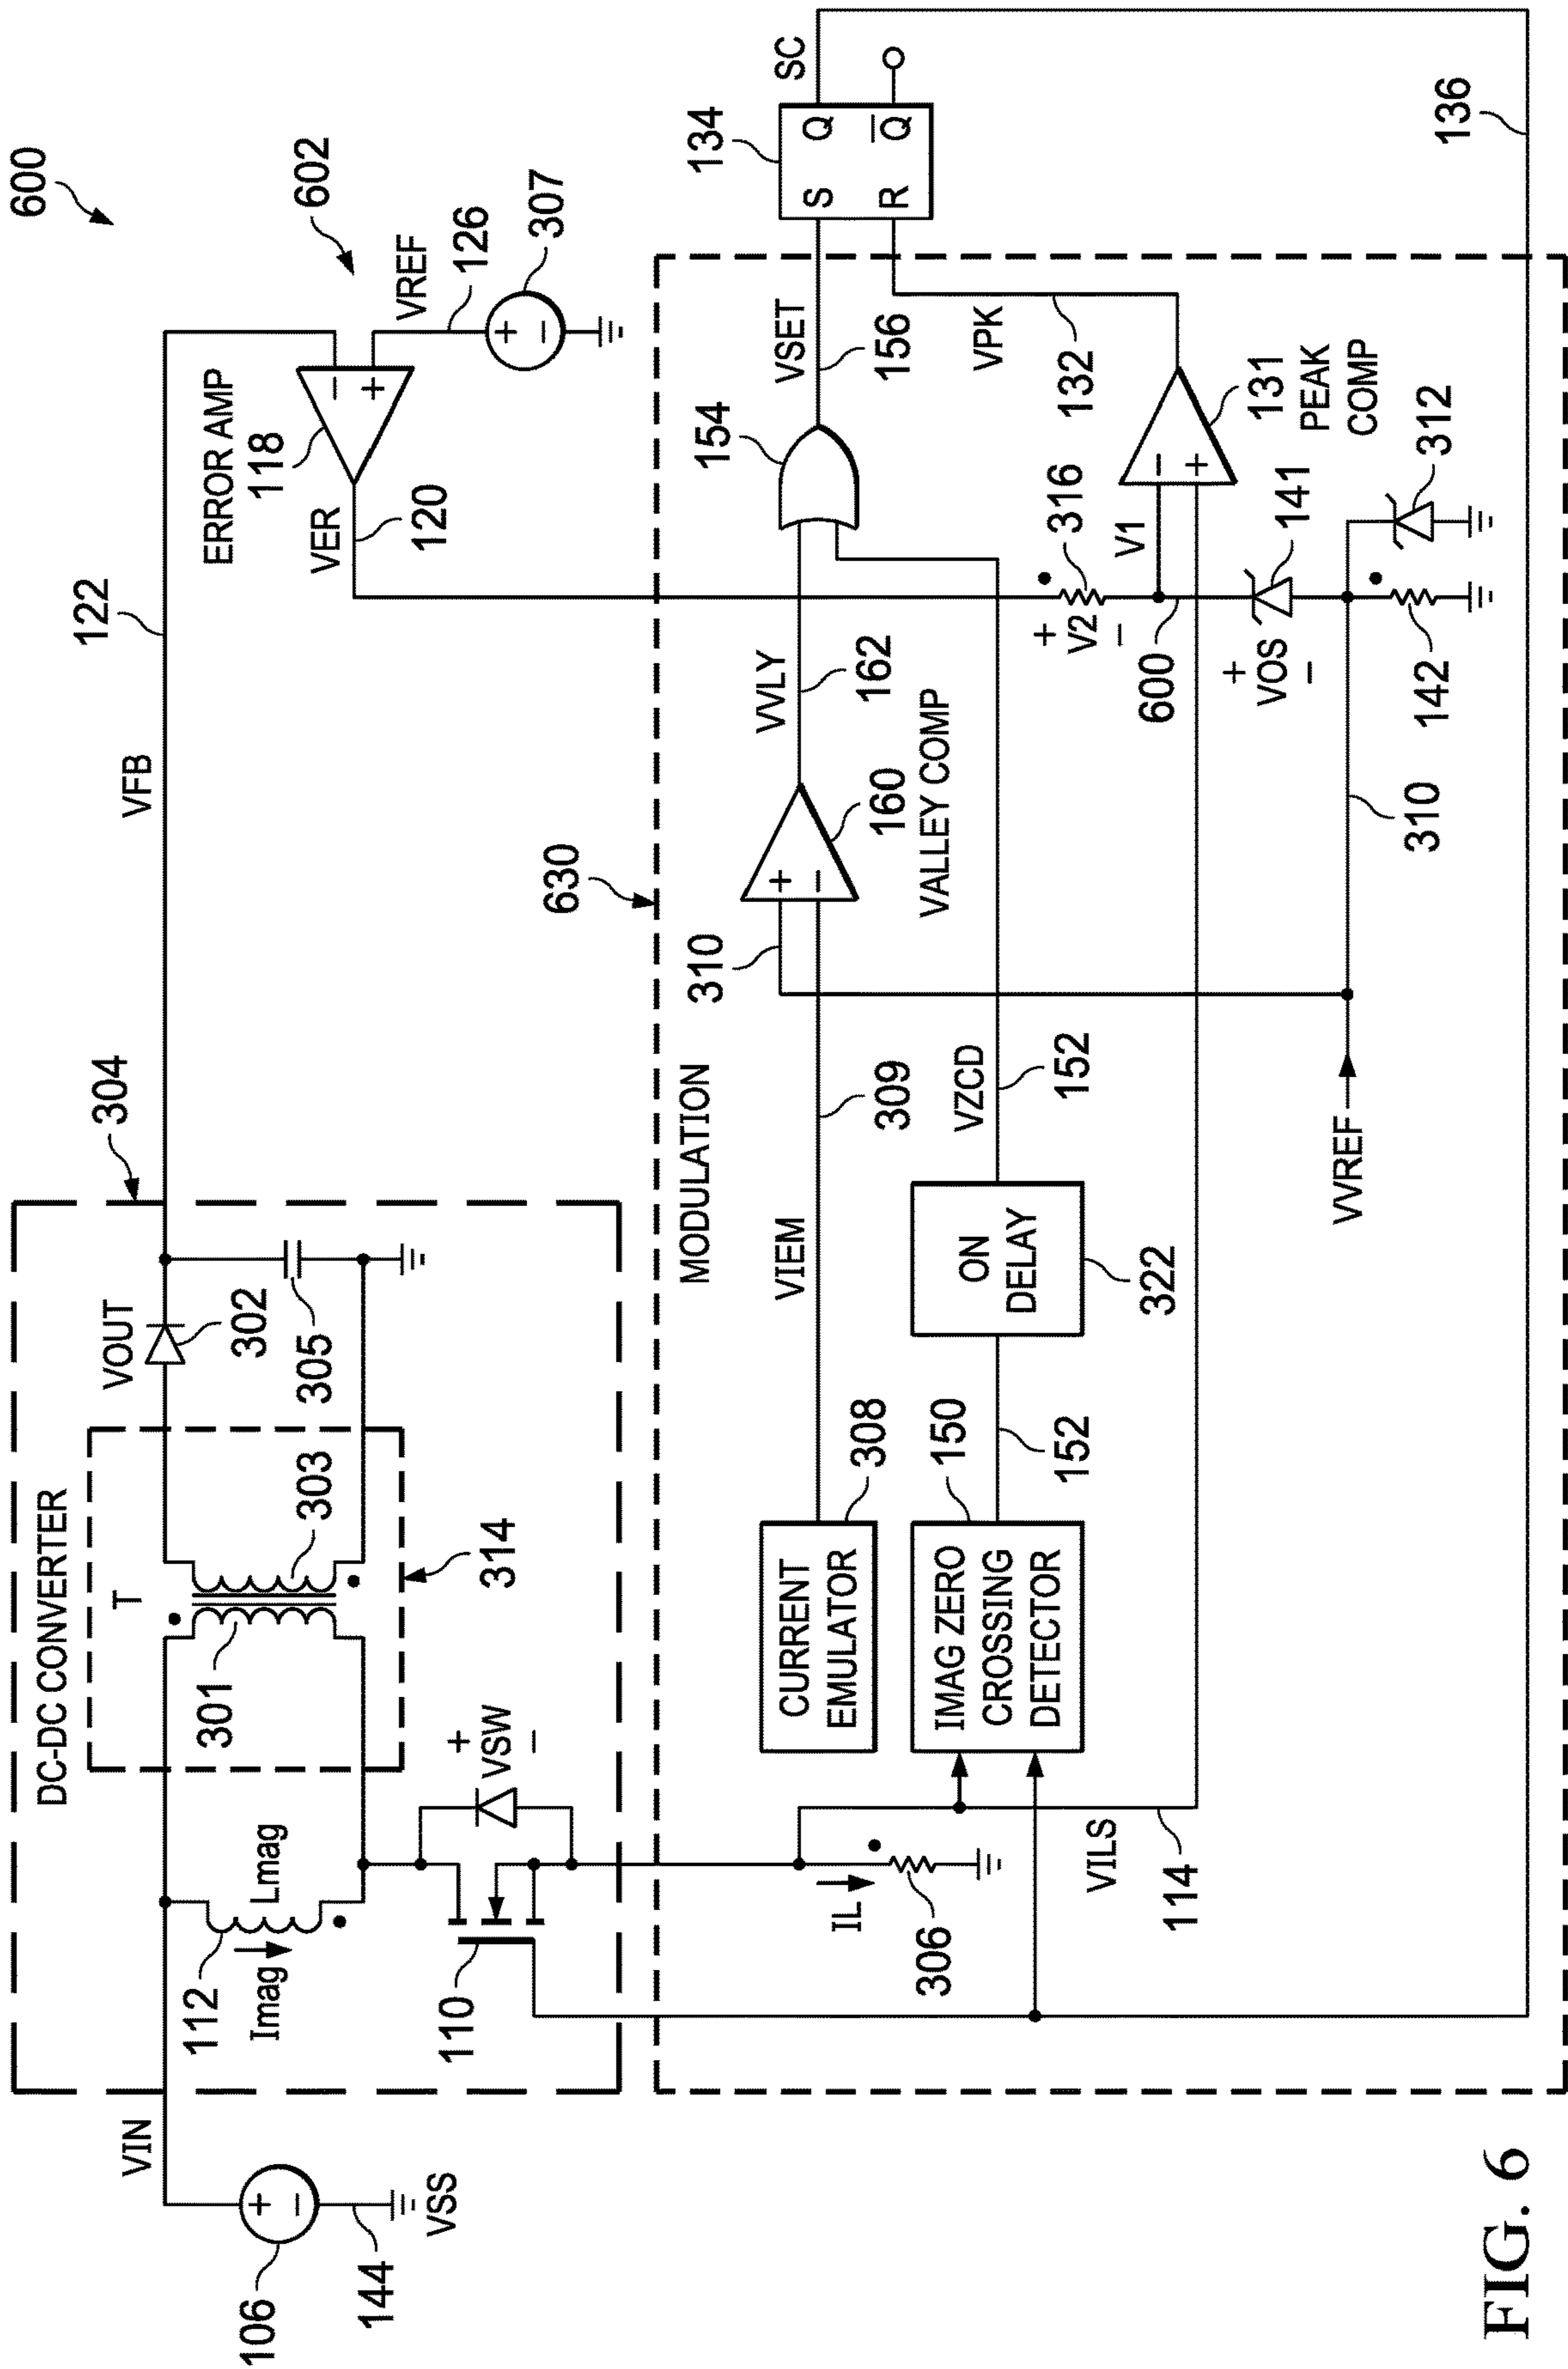 600
602
DC-DC CONVERTER
304
VIN
106
144
VSS
112
Imag
Lmag
T
301
303
314
VOUT
302
305
110
+
VSW
−
VFB
122
ERROR AMP
118
−
+
VER
120
VREF
126
307
+
−
+
−
630
MODULATION
CURRENT
EMULATOR
308
VIEM
309
310
+
−
160
VALLEY COMP
VVLY
162
154
VSET
156
134
S
Q
R
Q
SC
IMAG ZERO
CROSSING
DETECTOR
150
152
ON
DELAY
322
VZCD
152
IL
306
VILS
114
+
V2
−
316
V1
600
−
+
131
PEAK
COMP
VPK
132
+
VOS
−
141
142
312
310
VVREF
136
FIG. 6